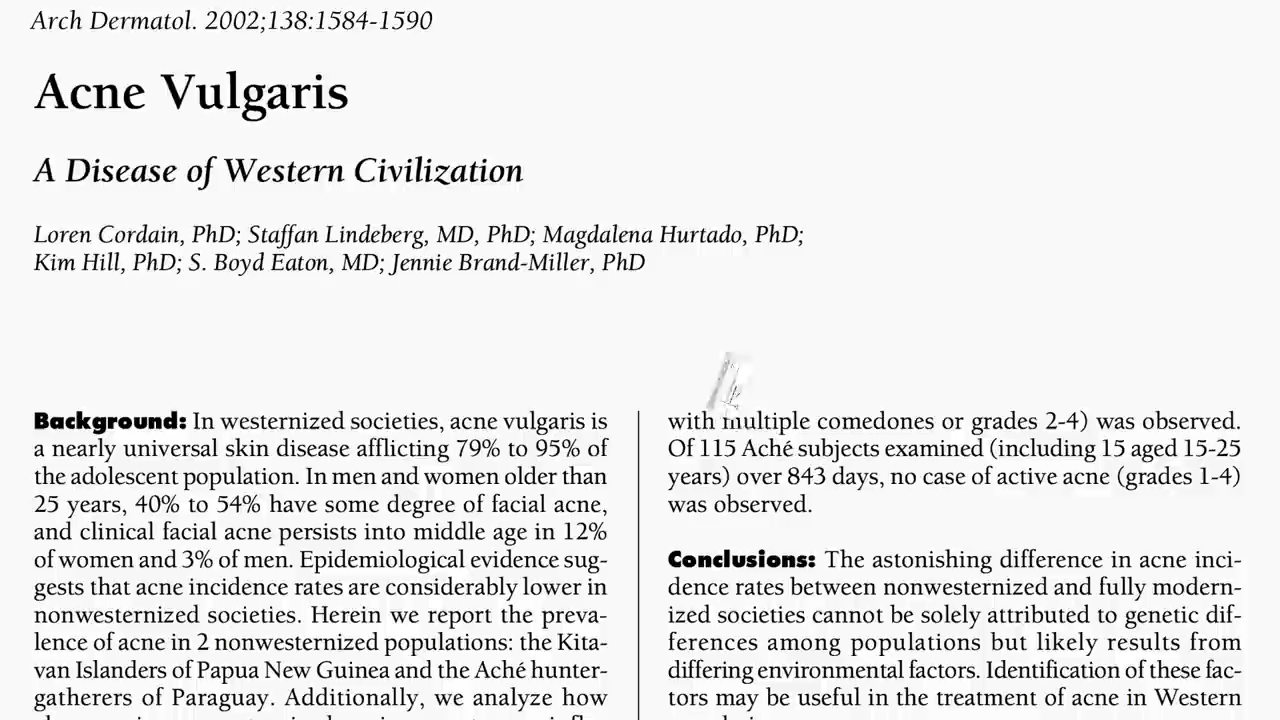 Arch Dermatol. 2002;138:1584-1590
Acne Vulgaris
A Disease of Western Civilization
Loren Cordain, PhD; Staffan Lindeberg, MD, PhD; Magdalena Hurtado, PhD;
Kim Hill, PhD; S. Boyd Eaton, MD; Jennie Brand-Miller, PhD
Background: In westernized societies, acne vulgaris is
a nearly universal skin disease afflicting 79% to 95% of
the adolescent population. In men and women older than
25 years, 40% to 54% have some degree of facial acne,
and clinical facial acne persists into middle age in 12%
of women and 3% of men. Epidemiological evidence sug-
gests that acne incidence rates are considerably lower in
nonwesternized societies. Herein we report the preva-
lence of acne in 2 nonwesternized populations: the Kita-
van Islanders of Papua New Guinea and the Aché hunter-
gatherers of Paraguay. Additionally, we analyze how
with multiple comedones or grades 2-4) was observed.
Of 115 Aché subjects examined (including 15 aged 15-25
years) over 843 days, no case of active acne (grades 1-4)
was observed.
Conclusions: The astonishing difference in acne inci-
dence rates between nonwesternized and fully modern-
ized societies cannot be solely attributed to genetic dif-
ferences among populations but likely results from
differing environmental factors. Identification of these fac-
tors may be useful in the treatment of acne in Western